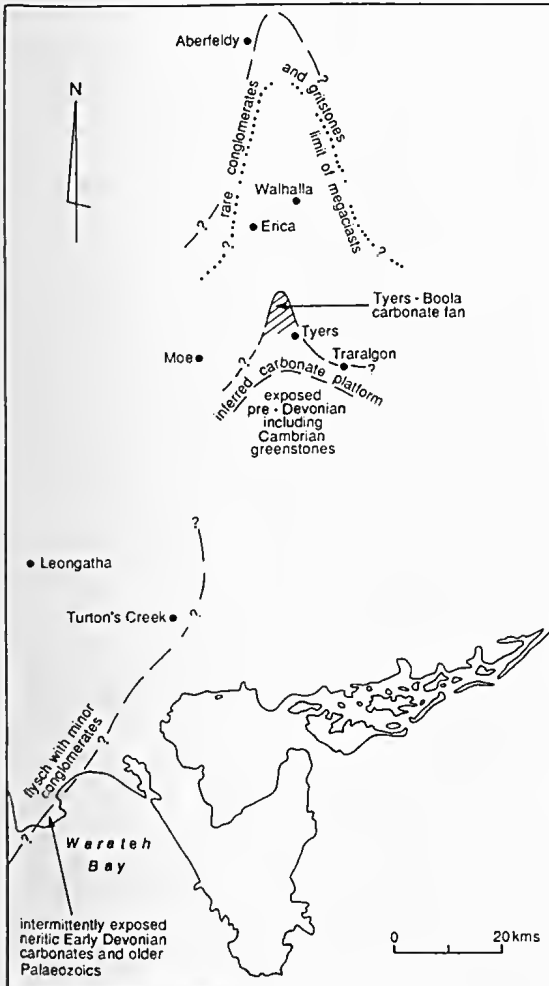 Aberfeldy
N
?
rare conglomerates
and gritstones
limit of megaclasts
Walhalla
Erica
?
?
?
Tyers - Boola
carbonate fan
Tyers
Moe
Traralgon
?
?
inferred carbonate platform
exposed
pre - Devonian
including
Cambrian
greenstones
?
Leongatha
Turton's Creek
?
?
flysch with minor
conglomerates
?
Warateh
Bay
intermittently exposed
neritic Early Devonian
carbonates and older
Palaeozoics
0
20 kms